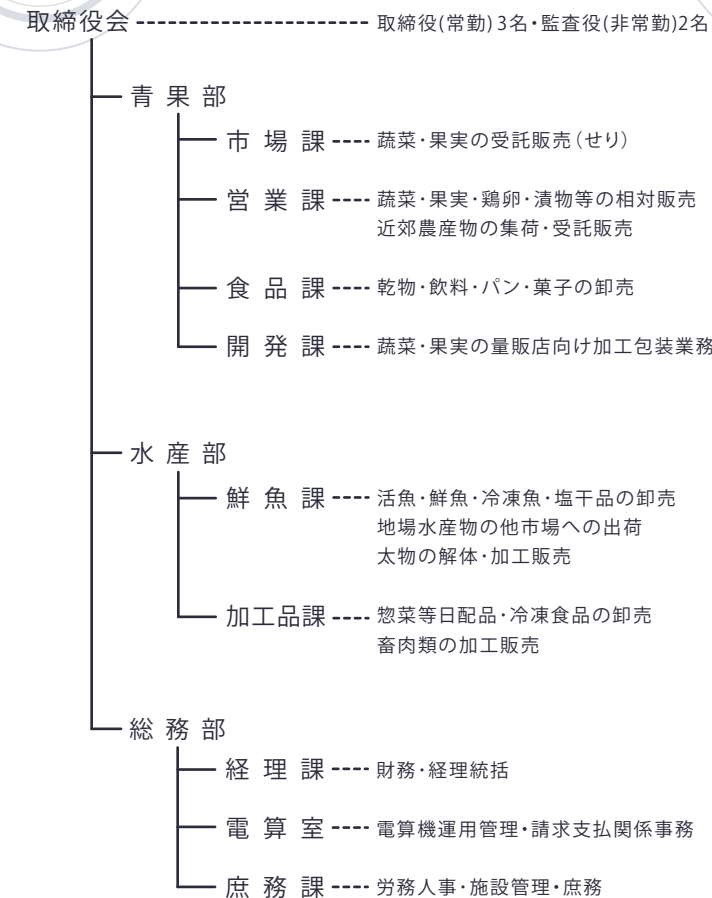 取締役会 取締役(常勤)3名・監査役(非常勤)2名
青果部
市場課 蔬菜・果実の受託販売(せり)
営業課 蔬菜・果実・鶏卵・漬物等の相対販売
近郊農産物の集荷・受託販売
食品課 乾物・飲料・パン・菓子の卸売
開発課 蔬菜・果実の量販店向け加工包装業務
水産部
鮮魚課 活魚・鮮魚・冷凍魚・塩干品の卸売
地場水産物の他市場への出荷
太物の解体・加工販売
加工品課 惣菜等日配品・冷凍食品の卸売
畜肉類の加工販売
総務部
経理課 財務・経理統括
電算室 電算機運用管理・請求支払関係事務
庶務課 労務人事・施設管理・庶務